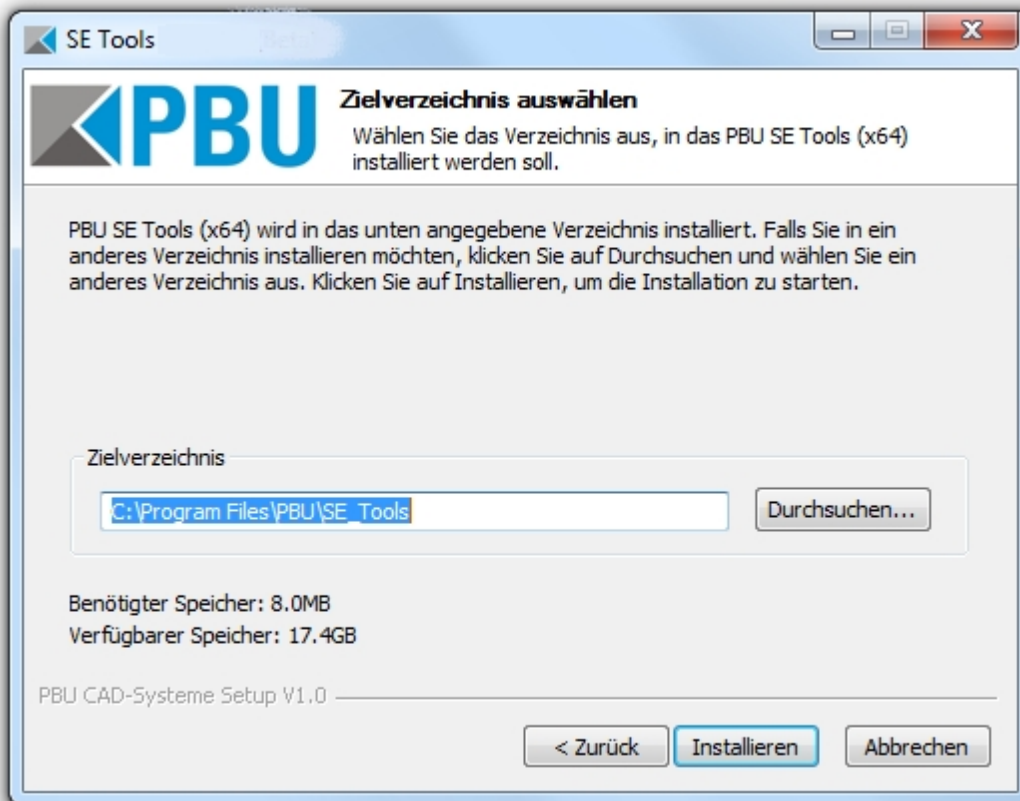 SE Tools
PBU
Zielverzeichnis auswählen
Wählen Sie das Verzeichnis aus, in das PBU SE Tools (x64)
installiert werden soll.
PBU SE Tools (x64) wird in das unten angegebene Verzeichnis installiert. Falls Sie in ein
anderes Verzeichnis installieren möchten, klicken Sie auf Durchsuchen und wählen Sie ein
anderes Verzeichnis aus. Klicken Sie auf Installieren, um die Installation zu starten.
Zielverzeichnis
C:\Program Files\PBU\SE_Tools
Durchsuchen...
Benötigter Speicher: 8.0MB
Verfügbarer Speicher: 17.4GB
PBU CAD-Systeme Setup V1.0
< Zurück
Installieren
Abbrechen